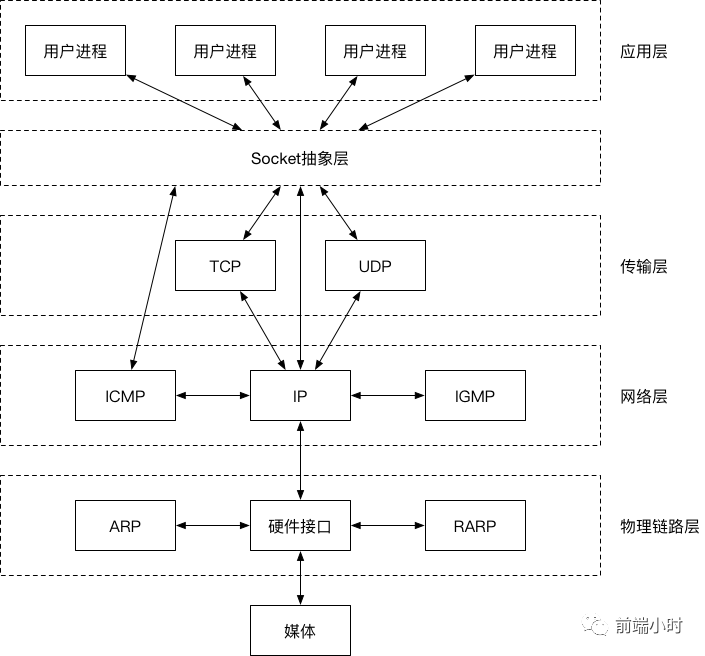 用户进程 用户进程 用户进程 用户进程 应用层
Socket抽象层
TCP UDP 传输层
ICMP IP IGMP 网络层
ARP 硬件接口 RARP 物理链路层
媒体
前端小时